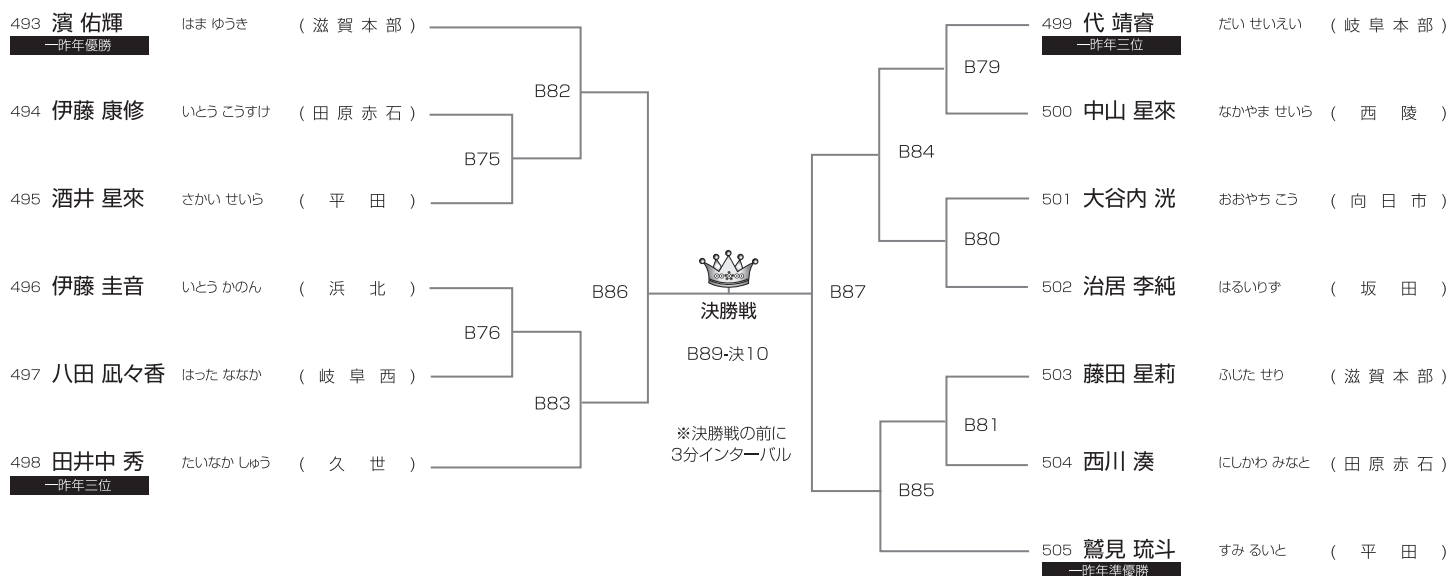 493 濱 佑輝 はま ゆうき (滋賀本部)
一昨年優勝
B82
494 伊藤 康修 いとう こうすけ (田原赤石)
B75
495 酒井 星來 さかい せいら (平田)
496 伊藤 圭音 いとう かのん (浜北)
B76
497 八田 凪々香 はった ななか (岐阜西)
B83
498 田井中 秀 たいなか しゅう (久世)
一昨年三位
B86
決勝戦
B89-決10
※決勝戦の前に
3分インターバル
B87
499 代 靖睿 だい せいえい (岐阜本部)
一昨年三位
B79
500 中山 星來 なかやま せいら (西陵)
B84
501 大谷内 洸 おおやち こう (向日市)
B80
502 治居 李純 はるいりず (坂田)
503 藤田 星莉 ふじた せり (滋賀本部)
B81
504 西川 湊 にしかわ みなと (田原赤石)
B85
505 鷲見 琉斗 すみ るいと (平田)
一昨年準優勝